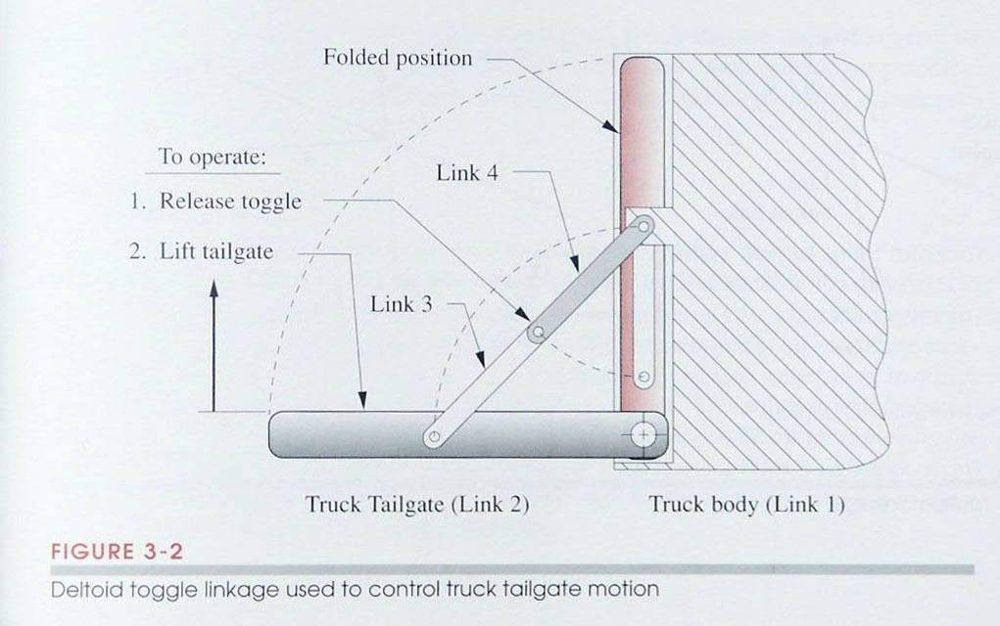 Folded position
To operate:
Link 4
1. Release toggle
2. Lift tailgate
Link 3
Truck Tailgate (Link 2)
Truck body (Link 1)
FIGURE 3-2
Deltoid toggle linkage used to control truck tailgate motion